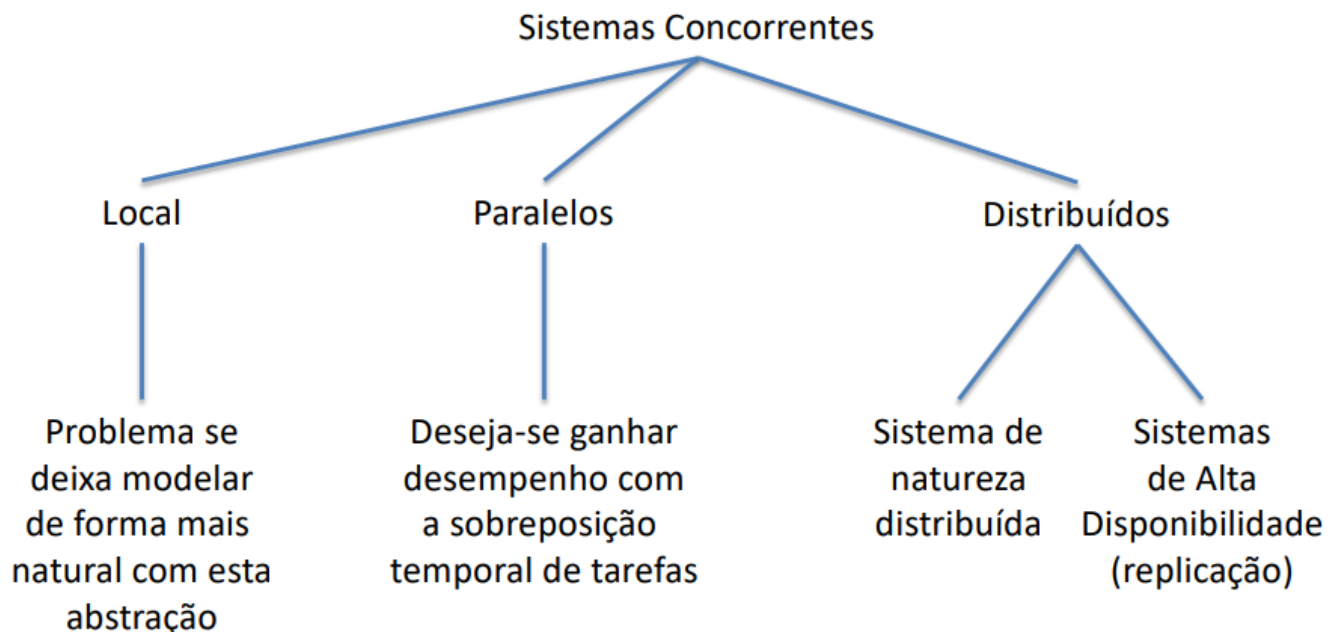 Sistemas Concorrentes
Local
Paralelos
Distribuídos
Problema se
deixa modelar
de forma mais
natural com esta
abstração
Deseja-se ganhar
desempenho com
a sobreposição
temporal de tarefas
Sistema de
natureza
distribuída
Sistemas
de Alta
Disponibilidade
(replicação)